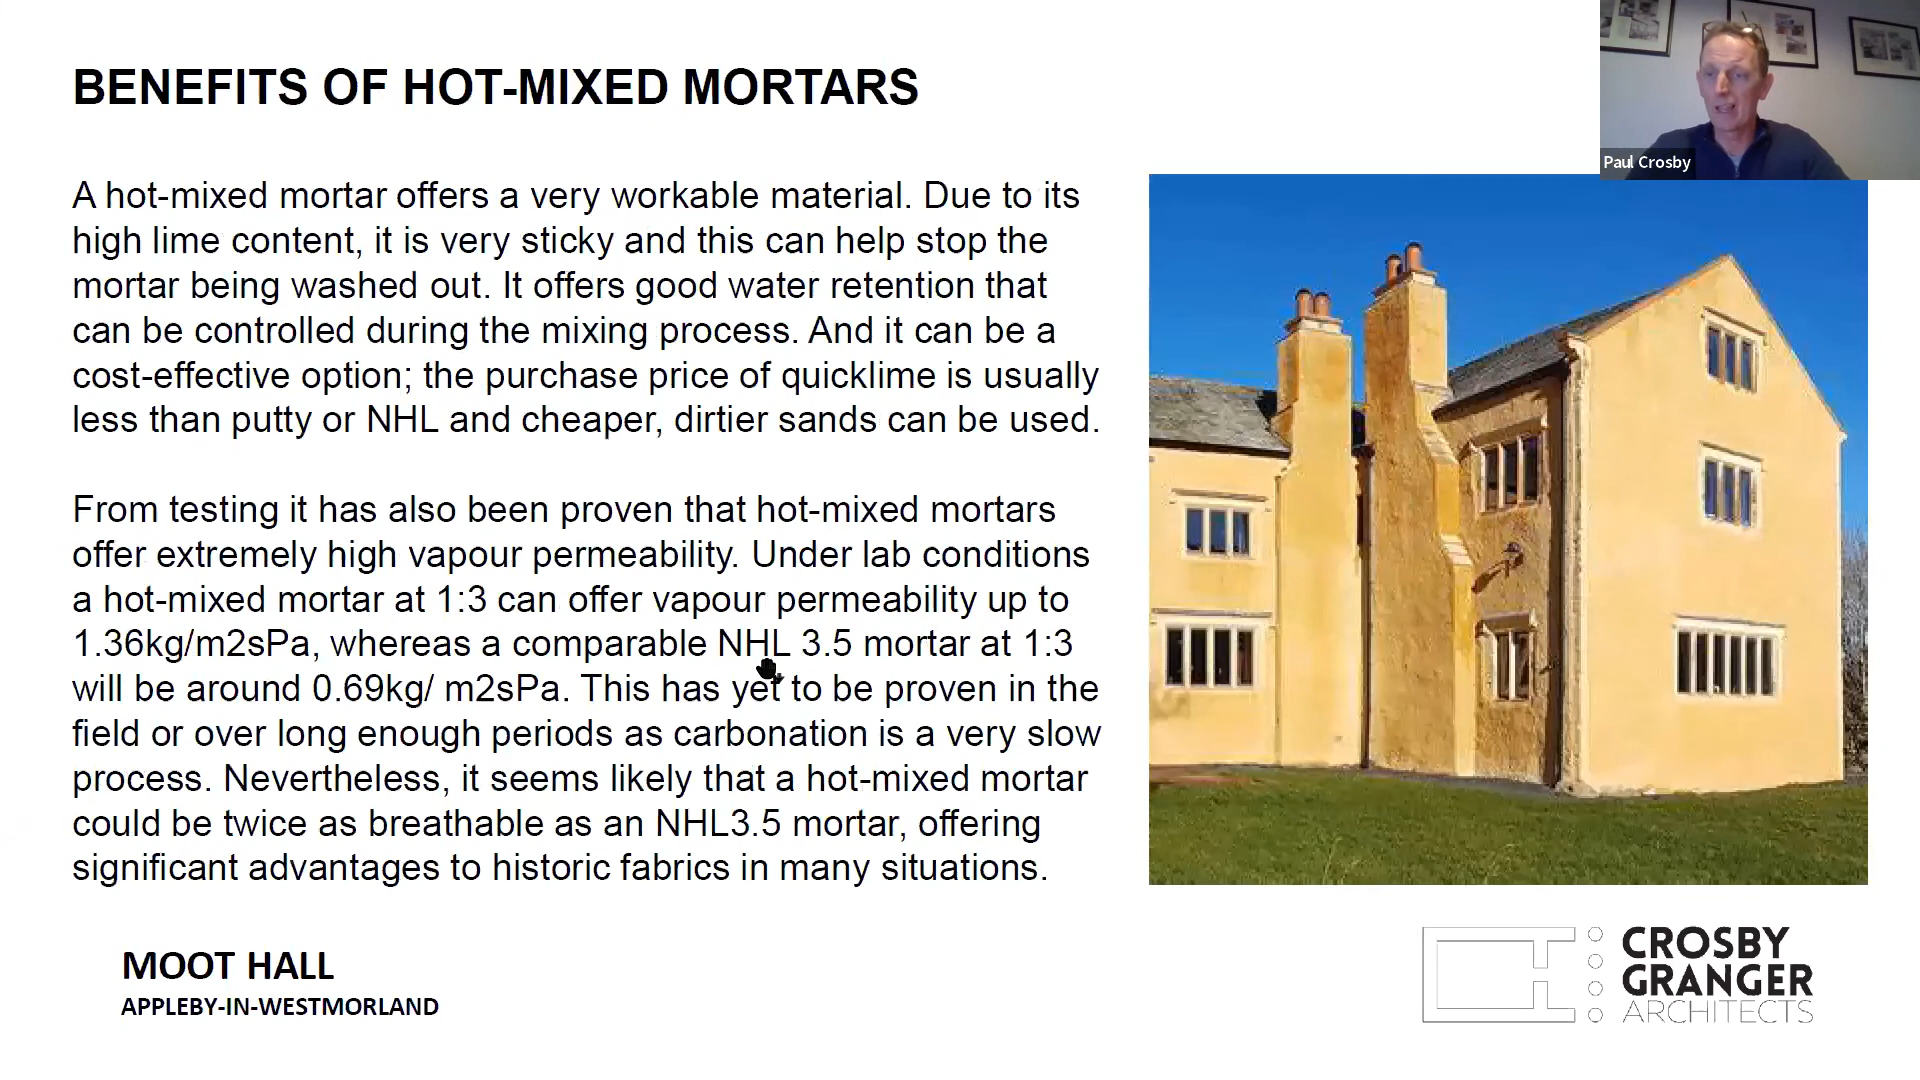 BENEFITS OF HOT-MIXED MORTARS
Paul Crosby
A hot-mixed mortar offers a very workable material. Due to its
high lime content, it is very sticky and this can help stop the
mortar being washed out. It offers good water retention that
can be controlled during the mixing process. And it can be a
cost-effective option; the purchase price of quicklime is usually
less than putty or NHL and cheaper, dirtier sands can be used.
From testing it has also been proven that hot-mixed mortars
offer extremely high vapour permeability. Under lab conditions
a hot-mixed mortar at 1:3 can offer vapour permeability up to
1.36kg/m2sPa, whereas a comparable NHL 3.5 mortar at 1:3
will be around 0.69kg/ m2sPa. This has yet to be proven in the
field or over long enough periods as carbonation is a very slow
process. Nevertheless, it seems likely that a hot-mixed mortar
could be twice as breathable as an NHL3.5 mortar, offering
significant advantages to historic fabrics in many situations.
MOOT HALL
APPLEBY-IN-WESTMORLAND
CROSBY
GRANGER
ARCHITECTS